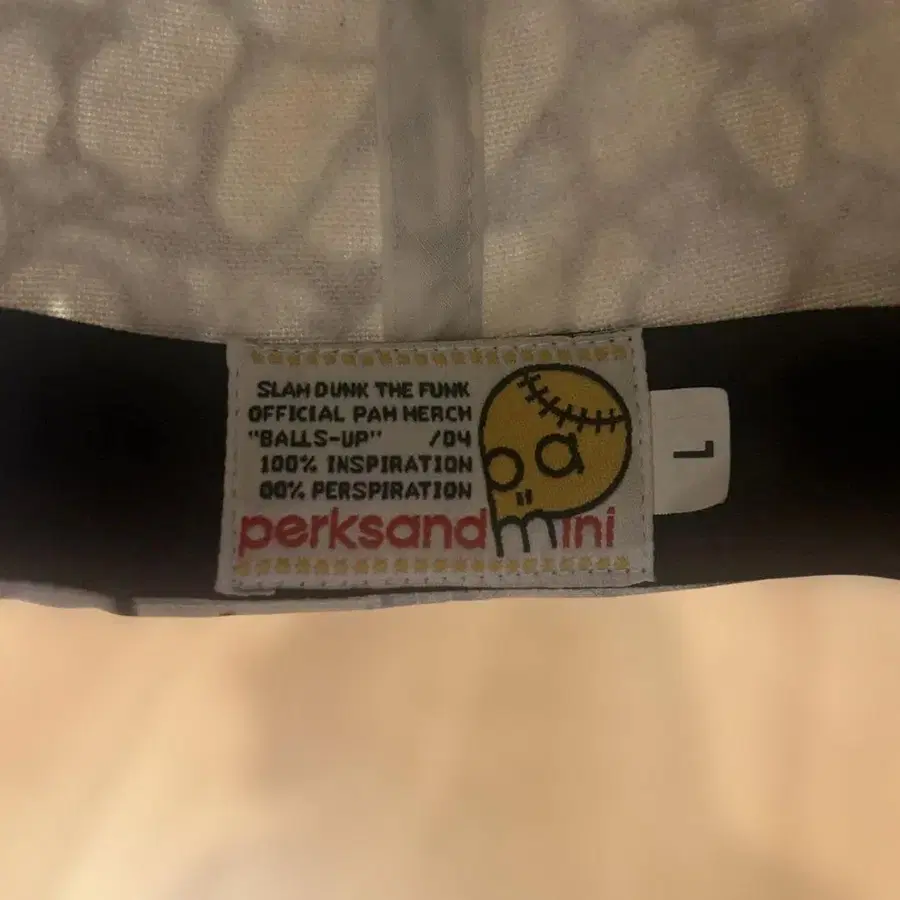 SLAM DUNK THE FUNK
OFFICIAL PAM MERCH
"BALLS-UP" /04
100% INSPIRATION
00% PERSPIRATION
perksandmini
L